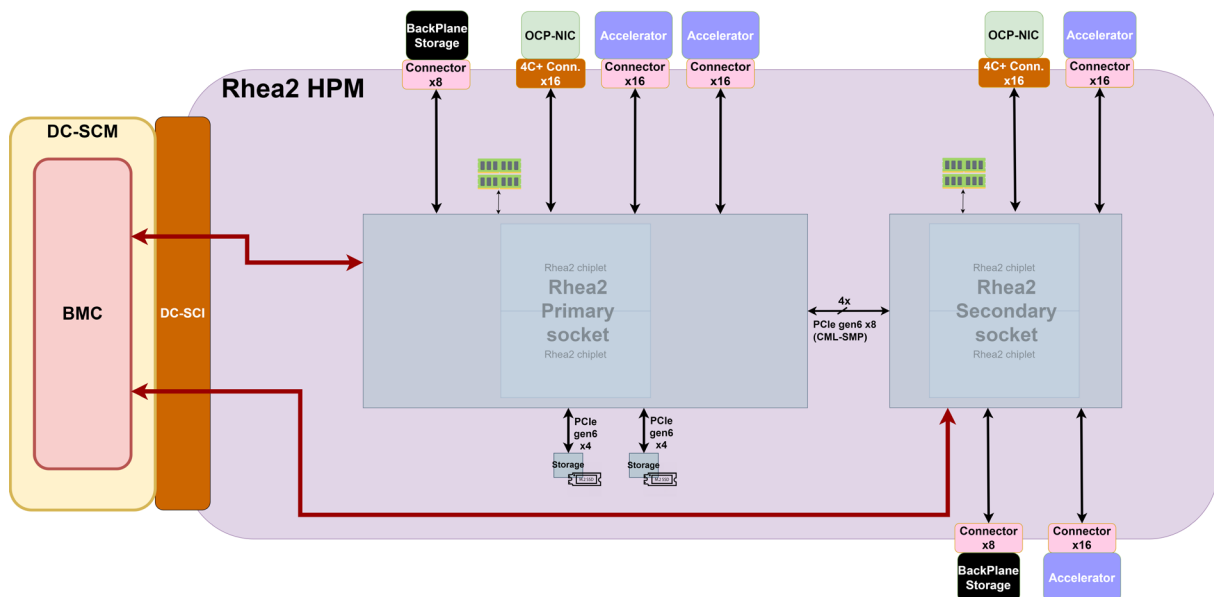 BackPlane
Storage
OCP-NIC
Accelerator
Accelerator
OCP-NIC
Accelerator
Connector
x8
4C+ Conn.
x16
Connector
x16
Connector
x16
4C+ Conn.
x16
Connector
x16
Rhea2 HPM
DC-SCM
BMC
DC-SCI
Rhea2 chiplet
Rhea2
Primary
socket
Rhea2 chiplet
4x
PCIe gen6 x8
(CML-SMP)
Rhea2 chiplet
Rhea2
Secondary
socket
Rhea2 chiplet
PCIe
gen6
x4
PCIe
gen6
x4
Storage
Storage
Connector
x8
Connector
x16
BackPlane
Storage
Accelerator